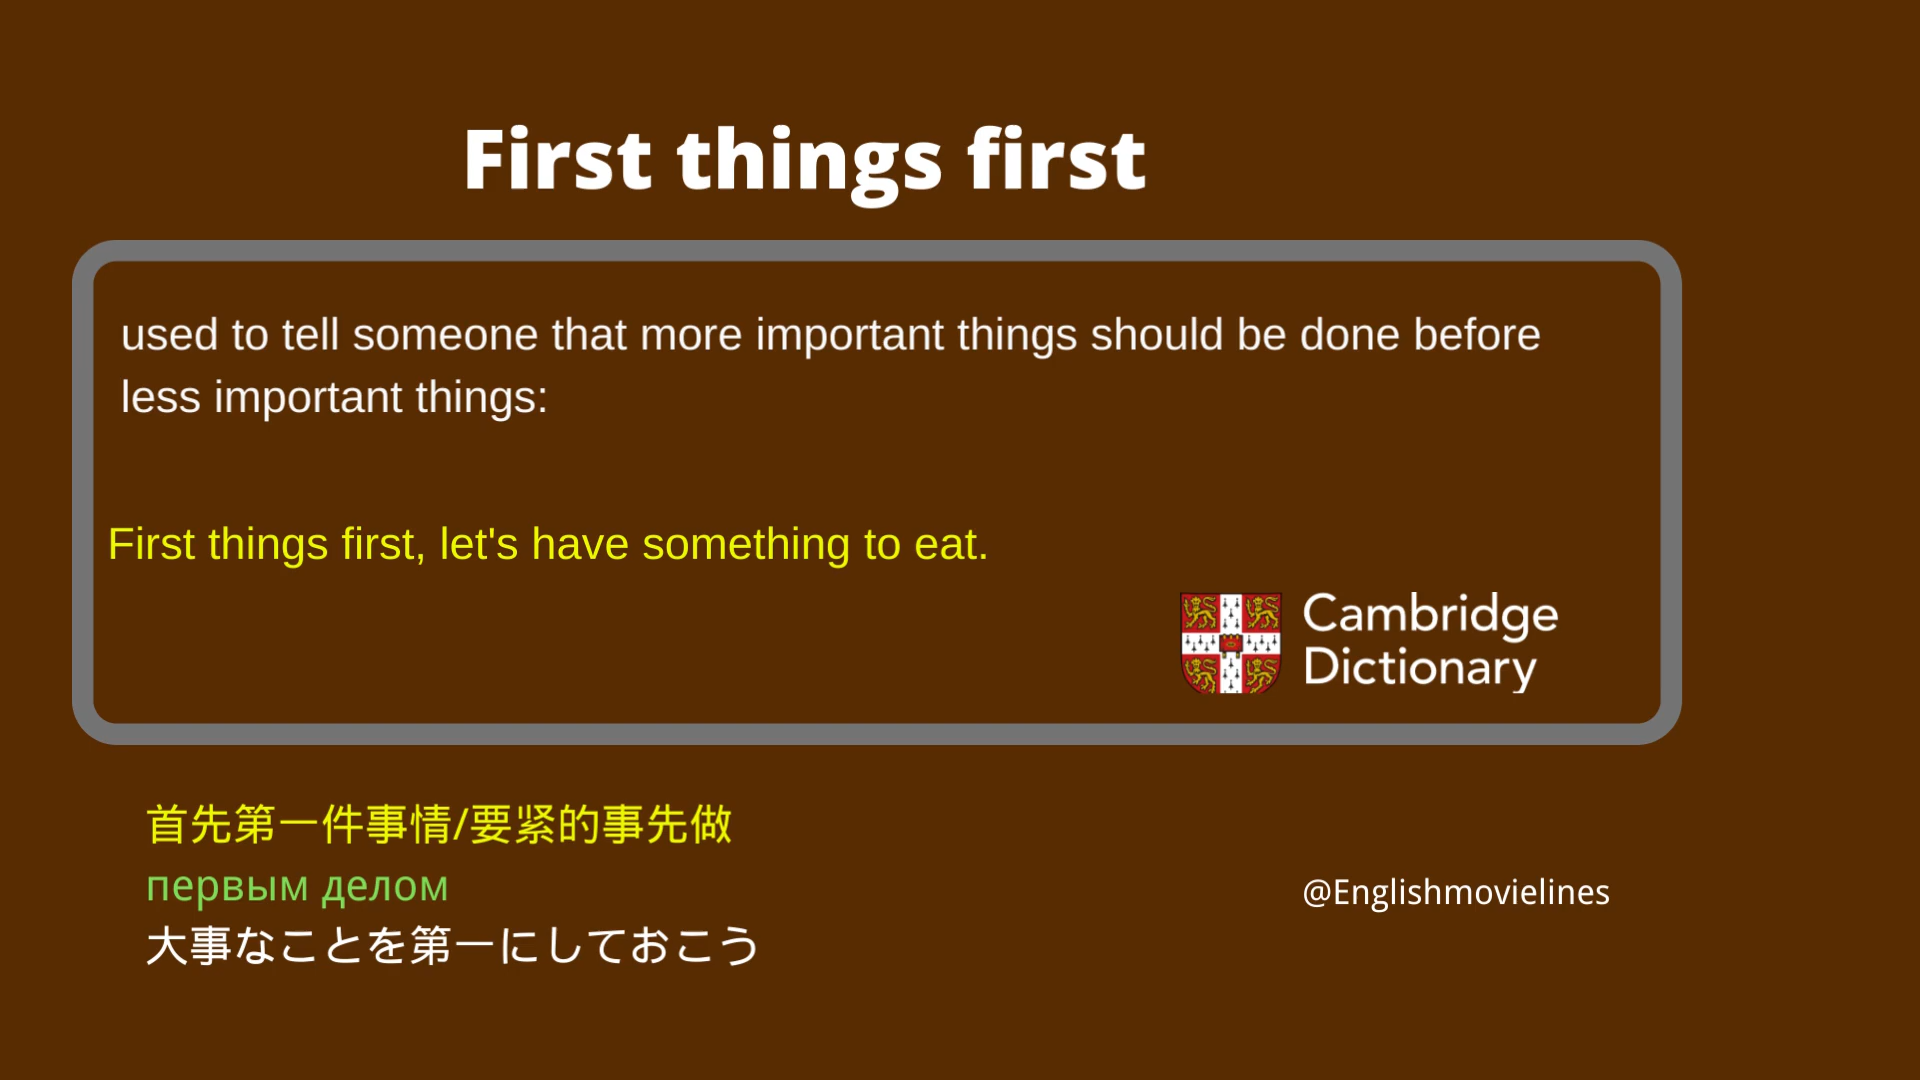 First things first
used to tell someone that more important things should be done before
less important things:
First things first, let's have something to eat.
Cambridge
Dictionary
首先第一件事情/要紧的事先做
первым делом
@Englishmovielines
大事なことを第一にしておこう